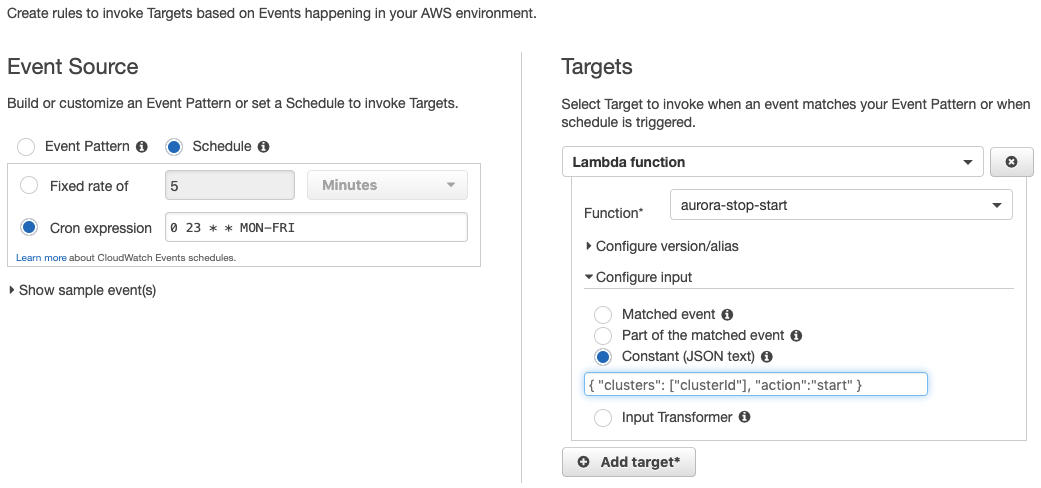 Create rules to invoke Targets based on Events happening in your AWS environment.
Event Source
Build or customize an Event Pattern or set a Schedule to invoke Targets.
Event Pattern
Schedule
Fixed rate of
5
Minutes
Cron expression
0 23 * * MON-FRI
Learn more about CloudWatch Events schedules.
Show sample event(s)
Targets
Select Target to invoke when an event matches your Event Pattern or when
schedule is triggered.
Lambda function
Function*
aurora-stop-start
Configure version/alias
Configure input
Matched event
Part of the matched event
Constant (JSON text)
{ "clusters": ["clusterId"], "action":"start" }
Input Transformer
Add target*